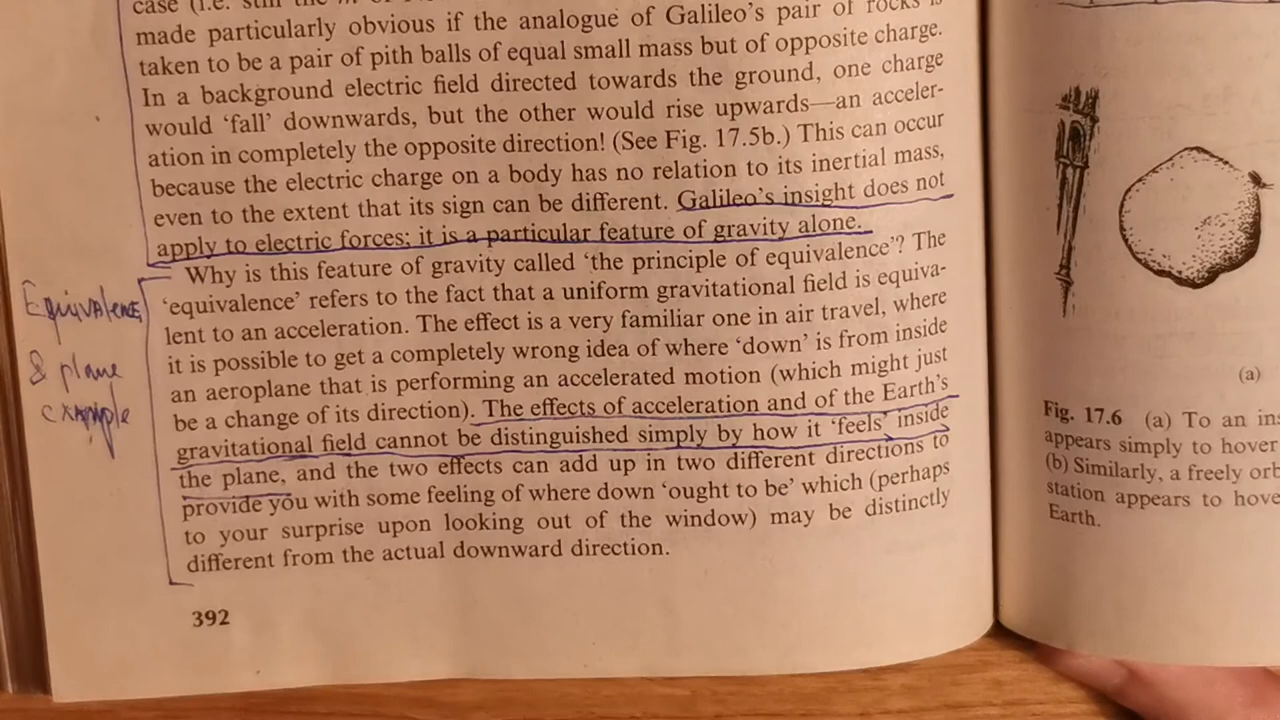 made particularly obvious if the analogue of Galileo's pair of rocks is
taken to be a pair of pith balls of equal small mass but of opposite charge.
In a background electric field directed towards the ground, one charge
would ‘fall’ downwards, but the other would rise upwards—an acceler-
ation in completely the opposite direction! (See Fig. 17.5b.) This can occur
because the electric charge on a body has no relation to its inertial mass,
even to the extent that its sign can be different. Galileo's insight does not
apply to electric forces; it is a particular feature of gravity alone.
Why is this feature of gravity called ‘the principle of equivalence’? The
‘equivalence’ refers to the fact that a uniform gravitational field is equiva-
lent to an acceleration. The effect is a very familiar one in air travel, where
it is possible to get a completely wrong idea of where ‘down’ is from inside
an aeroplane that is performing an accelerated motion (which might just
be a change of its direction). The effects of acceleration and of the Earth's
gravitational field cannot be distinguished simply by how it ‘feels’ inside
the plane, and the two effects can add up in two different directions to
provide you with some feeling of where down ‘ought to be’ which (perhaps
to your surprise upon looking out of the window) may be distinctly
different from the actual downward direction.
392
Equivalence
& plane
example
(a)
Fig. 17.6 (a) To an ins
appears simply to hover
(b) Similarly, a freely orb
station appears to hove
Earth.